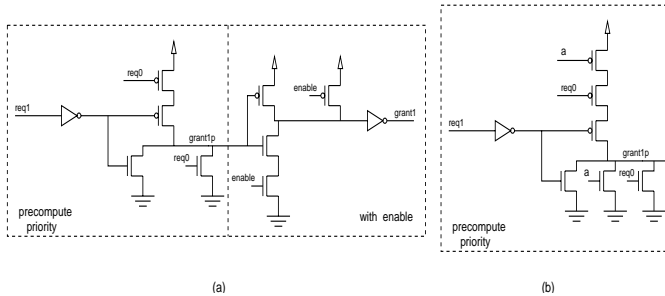 req0
req1
grant1p
req0
precompute
priority
enable
grant1
enable
with enable
(a)
a
req0
req1
grant1p
a
req0
precompute
priority
(b)